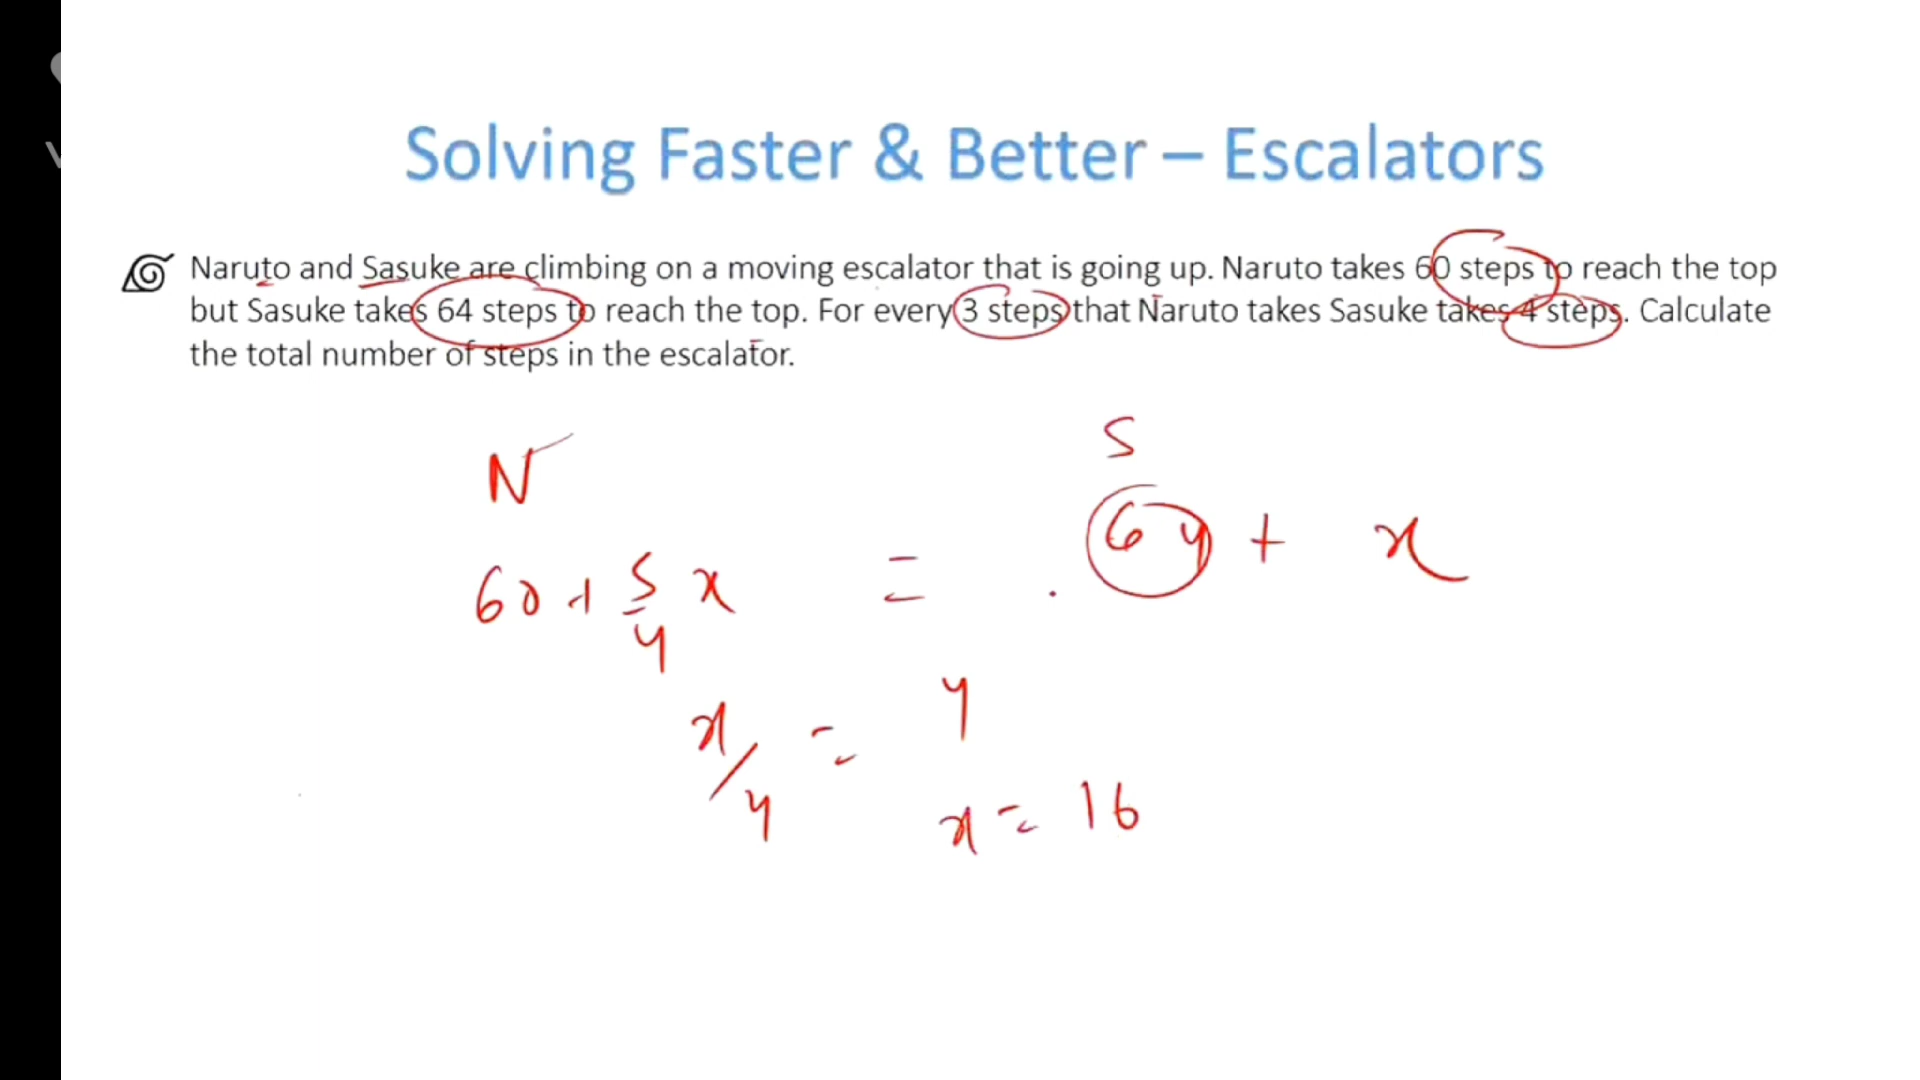 Solving Faster & Better – Escalators
Naruto and Sasuke are climbing on a moving escalator that is going up. Naruto takes 60 steps to reach the top
but Sasuke takes 64 steps to reach the top. For every 3 steps that Naruto takes Sasuke takes 4 steps. Calculate
the total number of steps in the escalator.
N S
60 + 5/4 x = 64 + x
x/4 = 4
x = 16